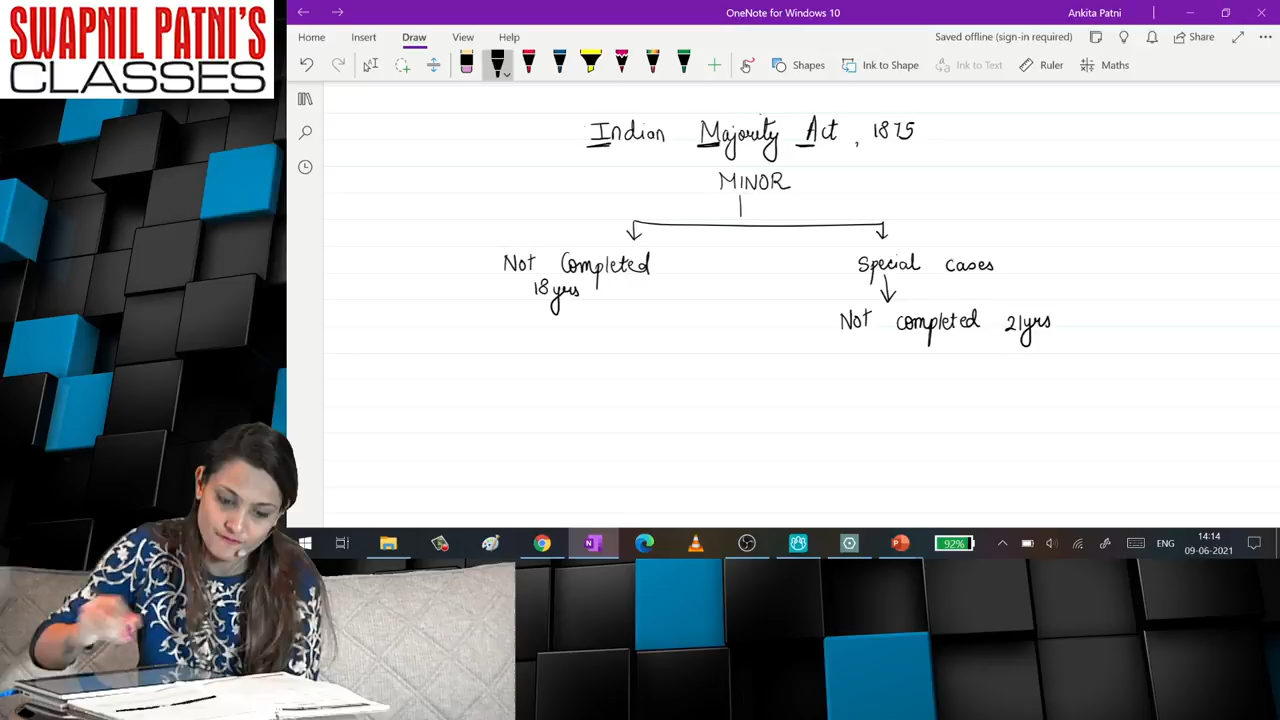 SWAPNIL PATNI'S
CLASSES
OneNote for Windows 10
Ankita Patni
Home Insert Draw View Help
Saved offline (sign in required)
Share
Shapes
Ink to Shape
Ink to Text
Ruler
Maths
Indian Majority Act, 1875
MINOR
Not Completed
18 yrs
Special cases
Not completed 21 yrs
92%
ENG
14:14
09-06-2021